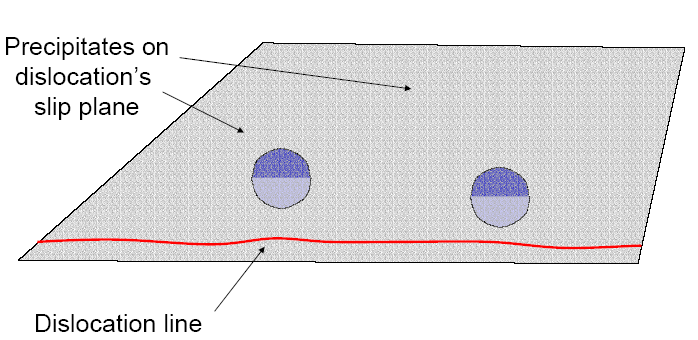 Precipitates on
dislocation's
slip plane
Dislocation line